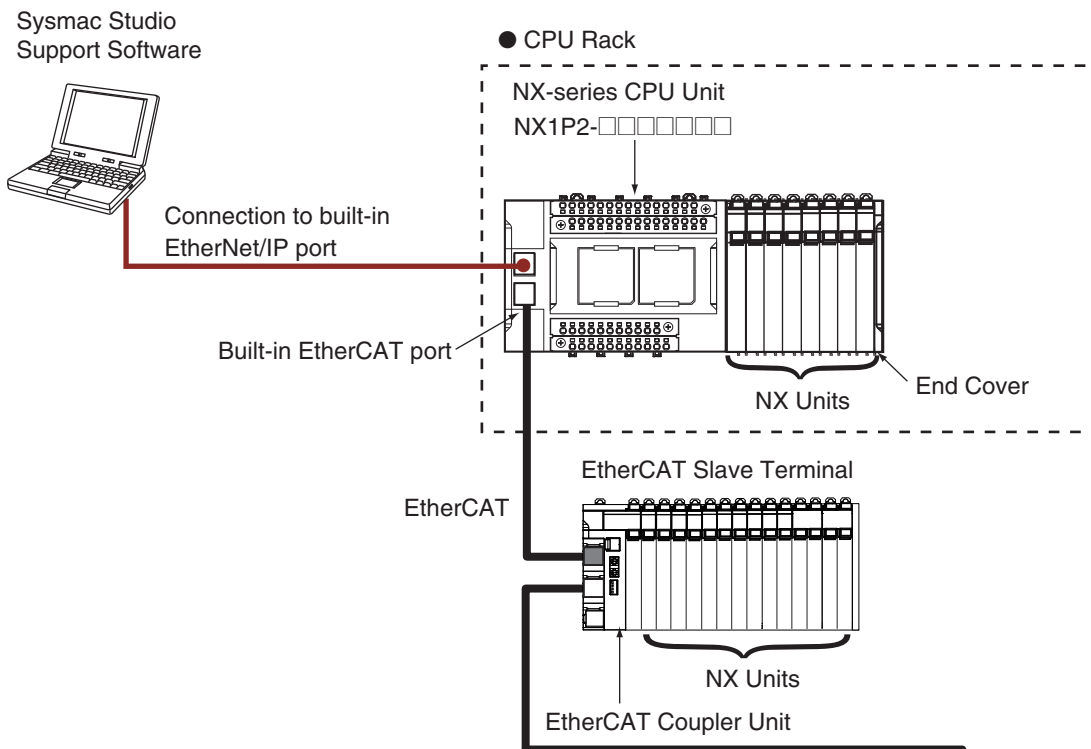 Sysmac Studio
Support Software
● CPU Rack
NX-series CPU Unit
NX1P2-□□□□□□□
Connection to built-in
EtherNet/IP port
Built-in EtherCAT port
End Cover
NX Units
EtherCAT Slave Terminal
EtherCAT
NX Units
EtherCAT Coupler Unit